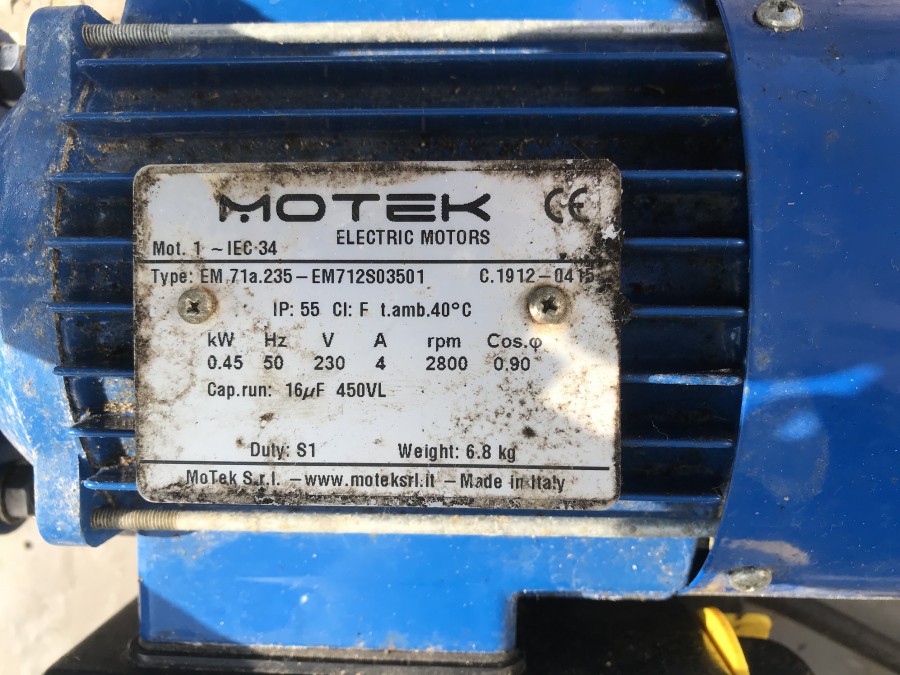 MOTEK CE
ELECTRIC MOTORS
Mot. 1 ~ IEC 34
Type: EM 71a.235-EM712S03501 C.1912-0415
IP: 55 Cl: F t.amb.40°C
kW Hz V A rpm Cos.φ
0.45 50 230 4 2800 0.90
Cap.run: 16µF 450VL
Duty: S1 Weight: 6.8 kg
MoTek S.r.l. -www.moteksrl.it -Made in Italy